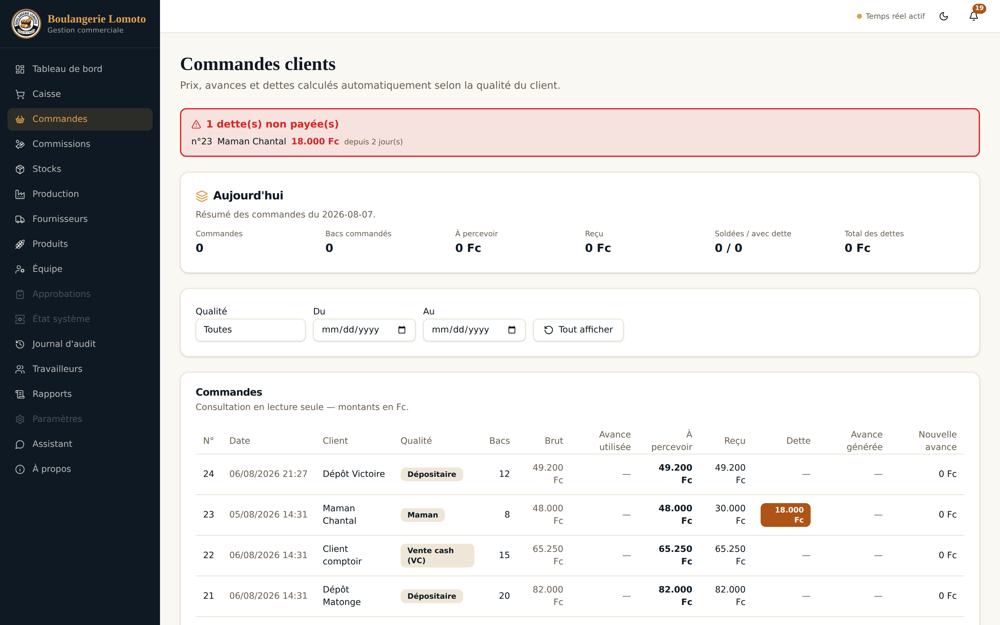 BOULANGERIE LOMOTO
Boulangerie Lomoto
Gestion commerciale
Tableau de bord
Caisse
Commandes
Commissions
Stocks
Production
Fournisseurs
Produits
Équipe
Approbations
État système
Journal d'audit
Travailleurs
Rapports
Paramètres
Assistant
À propos
Temps réel actif
19
Commandes clients
Prix, avances et dettes calculés automatiquement selon la qualité du client.
1 dette(s) non payée(s)
n°23 Maman Chantal 18.000 Fc depuis 2 jour(s)
Aujourd'hui
Résumé des commandes du 2026-08-07.
Commandes Bacs commandés À percevoir Reçu Soldées / avec dette Total des dettes
0 0 0 Fc 0 Fc 0 / 0 0 Fc
Qualité Du Au
Toutes mm/dd/yyyy mm/dd/yyyy Tout afficher
Commandes
Consultation en lecture seule — montants en Fc.
N° Date Client Qualité Bacs Brut Avance utilisée À percevoir Reçu Dette Avance générée Nouvelle avance
24 06/08/2026 21:27 Dépôt Victoire Dépositaire 12 49.200 Fc — 49.200 Fc 49.200 Fc — — 0 Fc
23 05/08/2026 14:31 Maman Chantal Maman 8 48.000 Fc — 48.000 Fc 30.000 Fc 18.000 Fc — 0 Fc
22 06/08/2026 14:31 Client comptoir Vente cash (VC) 15 65.250 Fc — 65.250 Fc 65.250 Fc — — 0 Fc
21 06/08/2026 14:31 Dépôt Matonge Dépositaire 20 82.000 Fc — 82.000 Fc 82.000 Fc — — 0 Fc